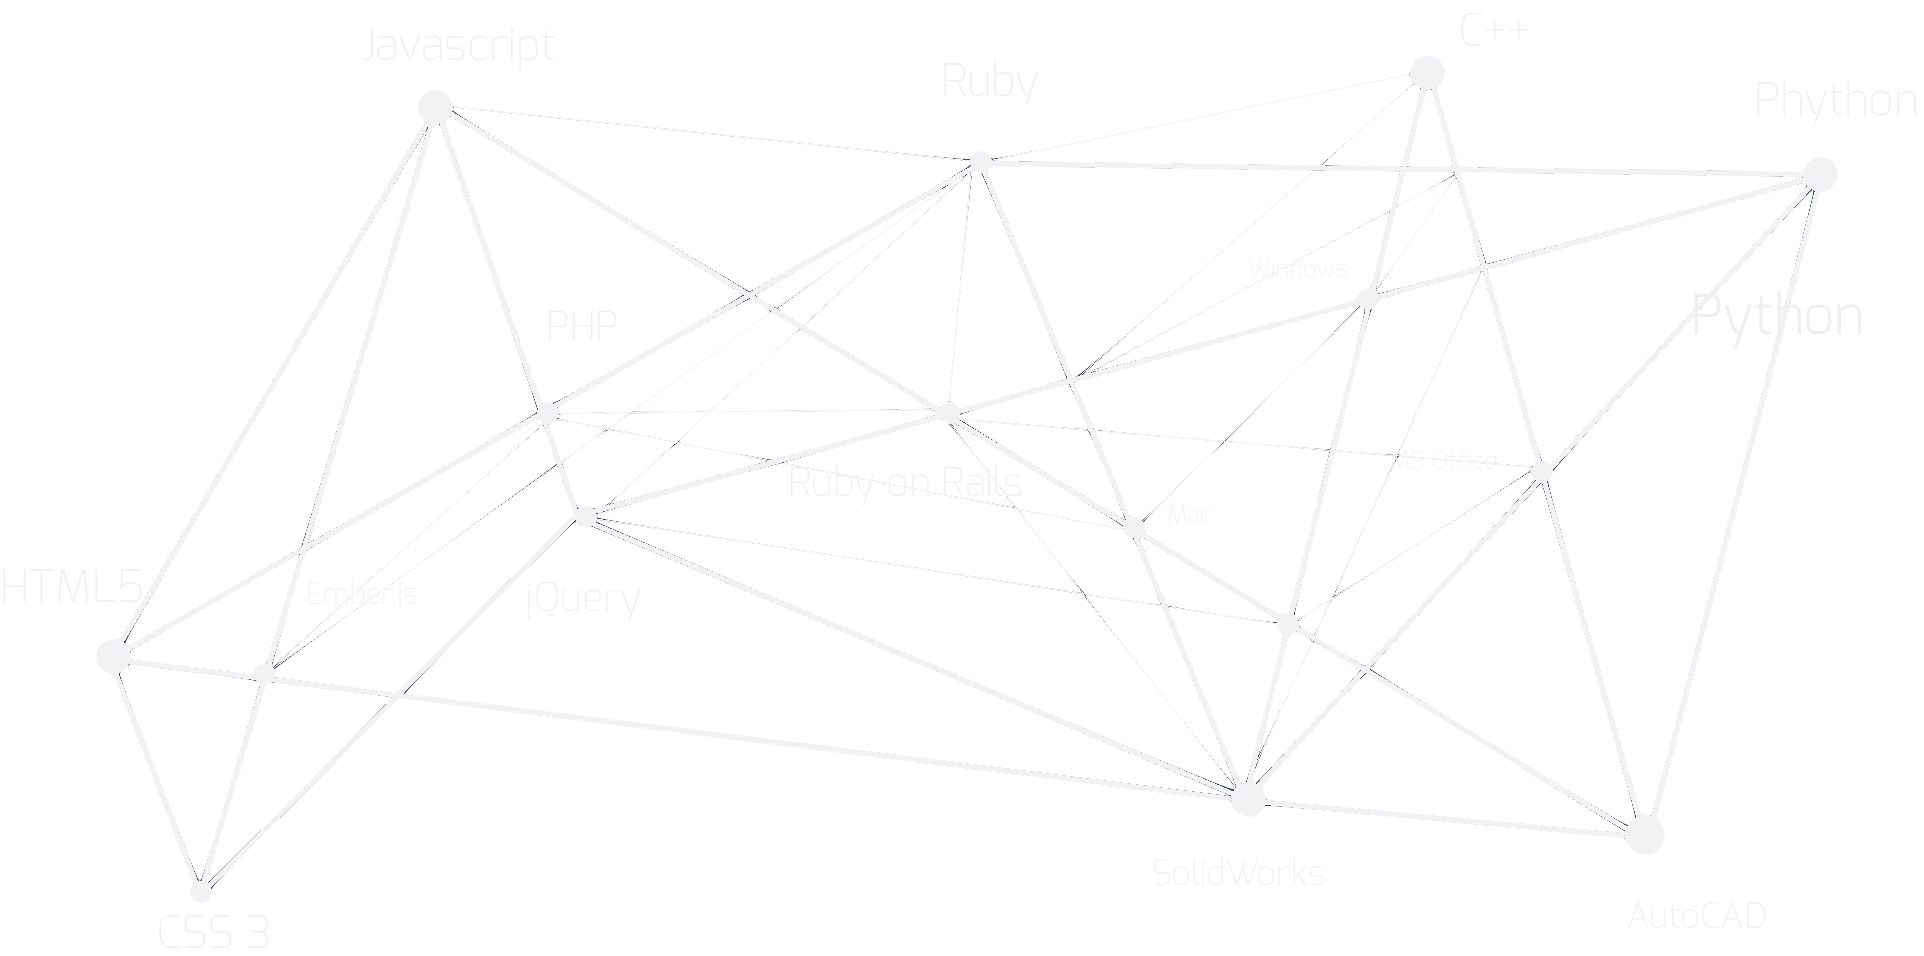 C++
Javascript
Ruby
Phython
Windows
Python
PHP
MS Office
Ruby on Rails
Mac
HTML5
Ember.js
jQuery
SolidWorks
AutoCAD
CSS 3